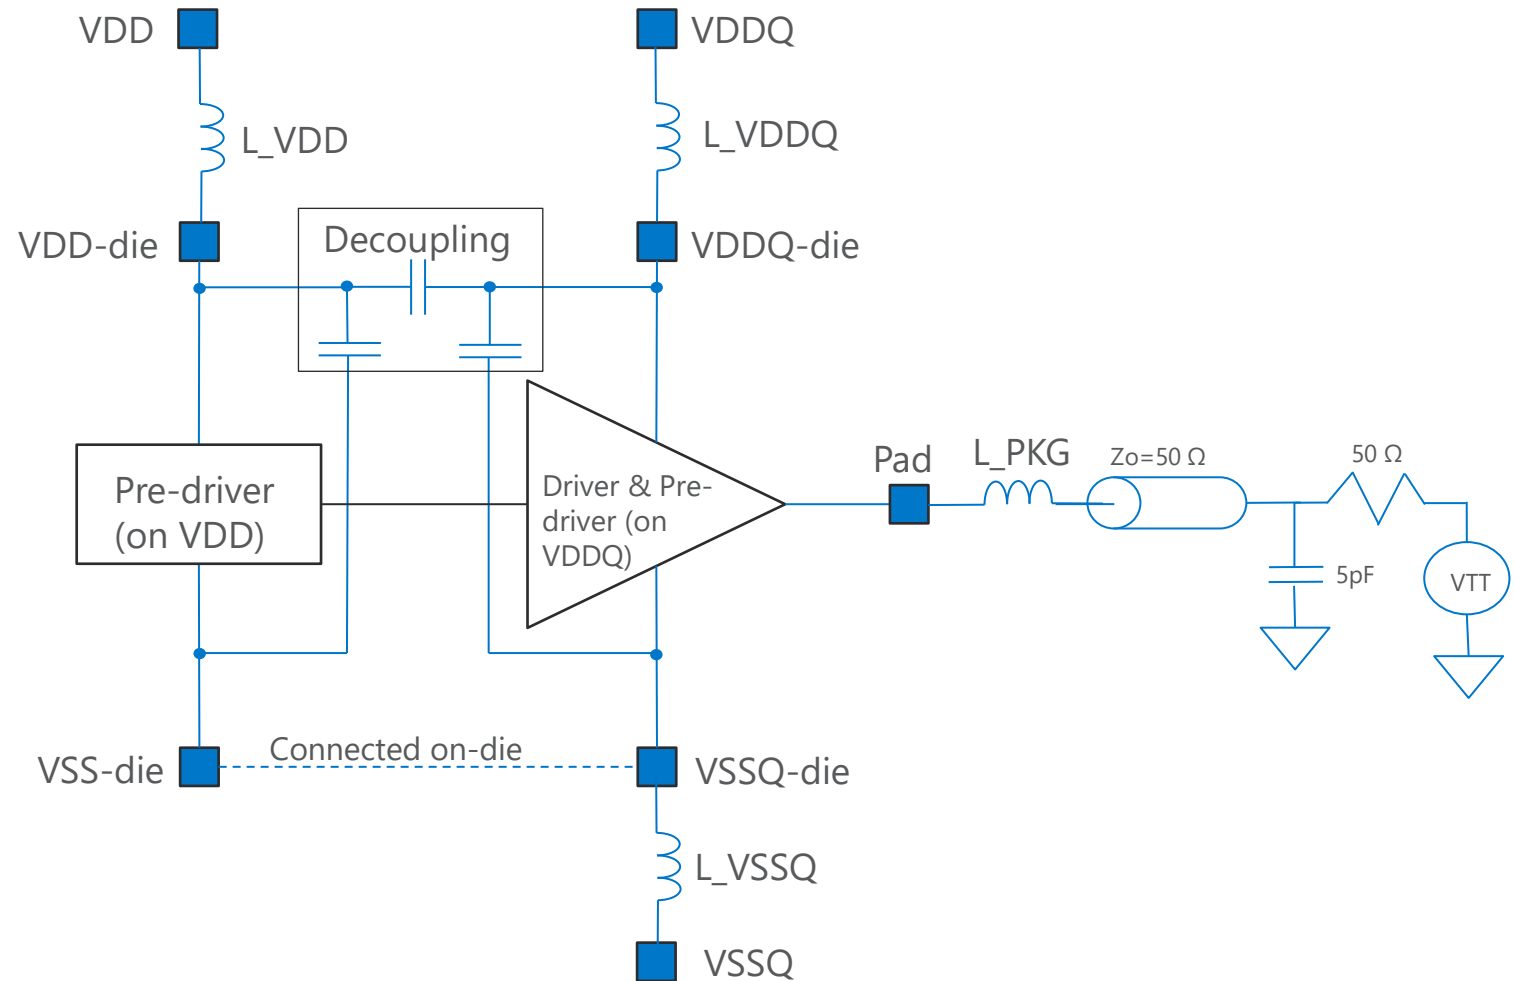 VDD
VDDQ
L_VDD
L_VDDQ
Decoupling
VDD-die
VDDQ-die
Pad
L_PKG
Zo=50 Ω
50 Ω
Pre-driver
(on VDD)
Driver & Pre-
driver (on
VDDQ)
5pF
VTT
Connected on-die
VSS-die
VSSQ-die
L_VSSQ
VSSQ